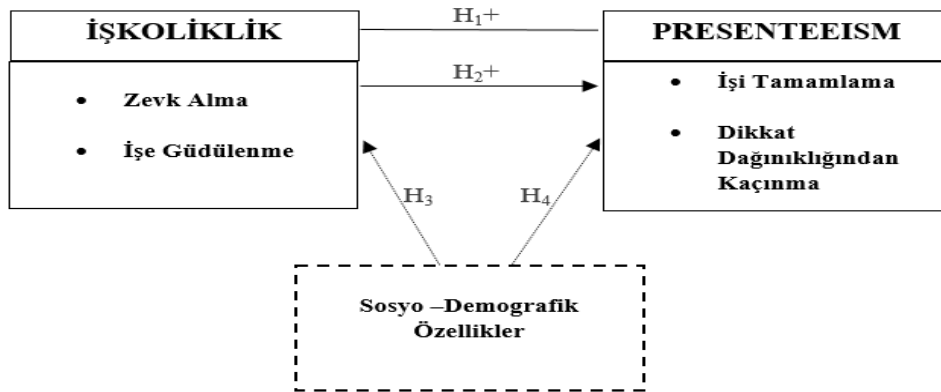 H₁+
İŞKOLİKLİK
PRESENTEEISM
H₂+
• Zevk Alma
• İşe Güdülenme
• İşi Tamamlama
• Dikkat
Dağınıklığından
Kaçınma
H₃
H₄
Sosyo –Demografik
Özellikler